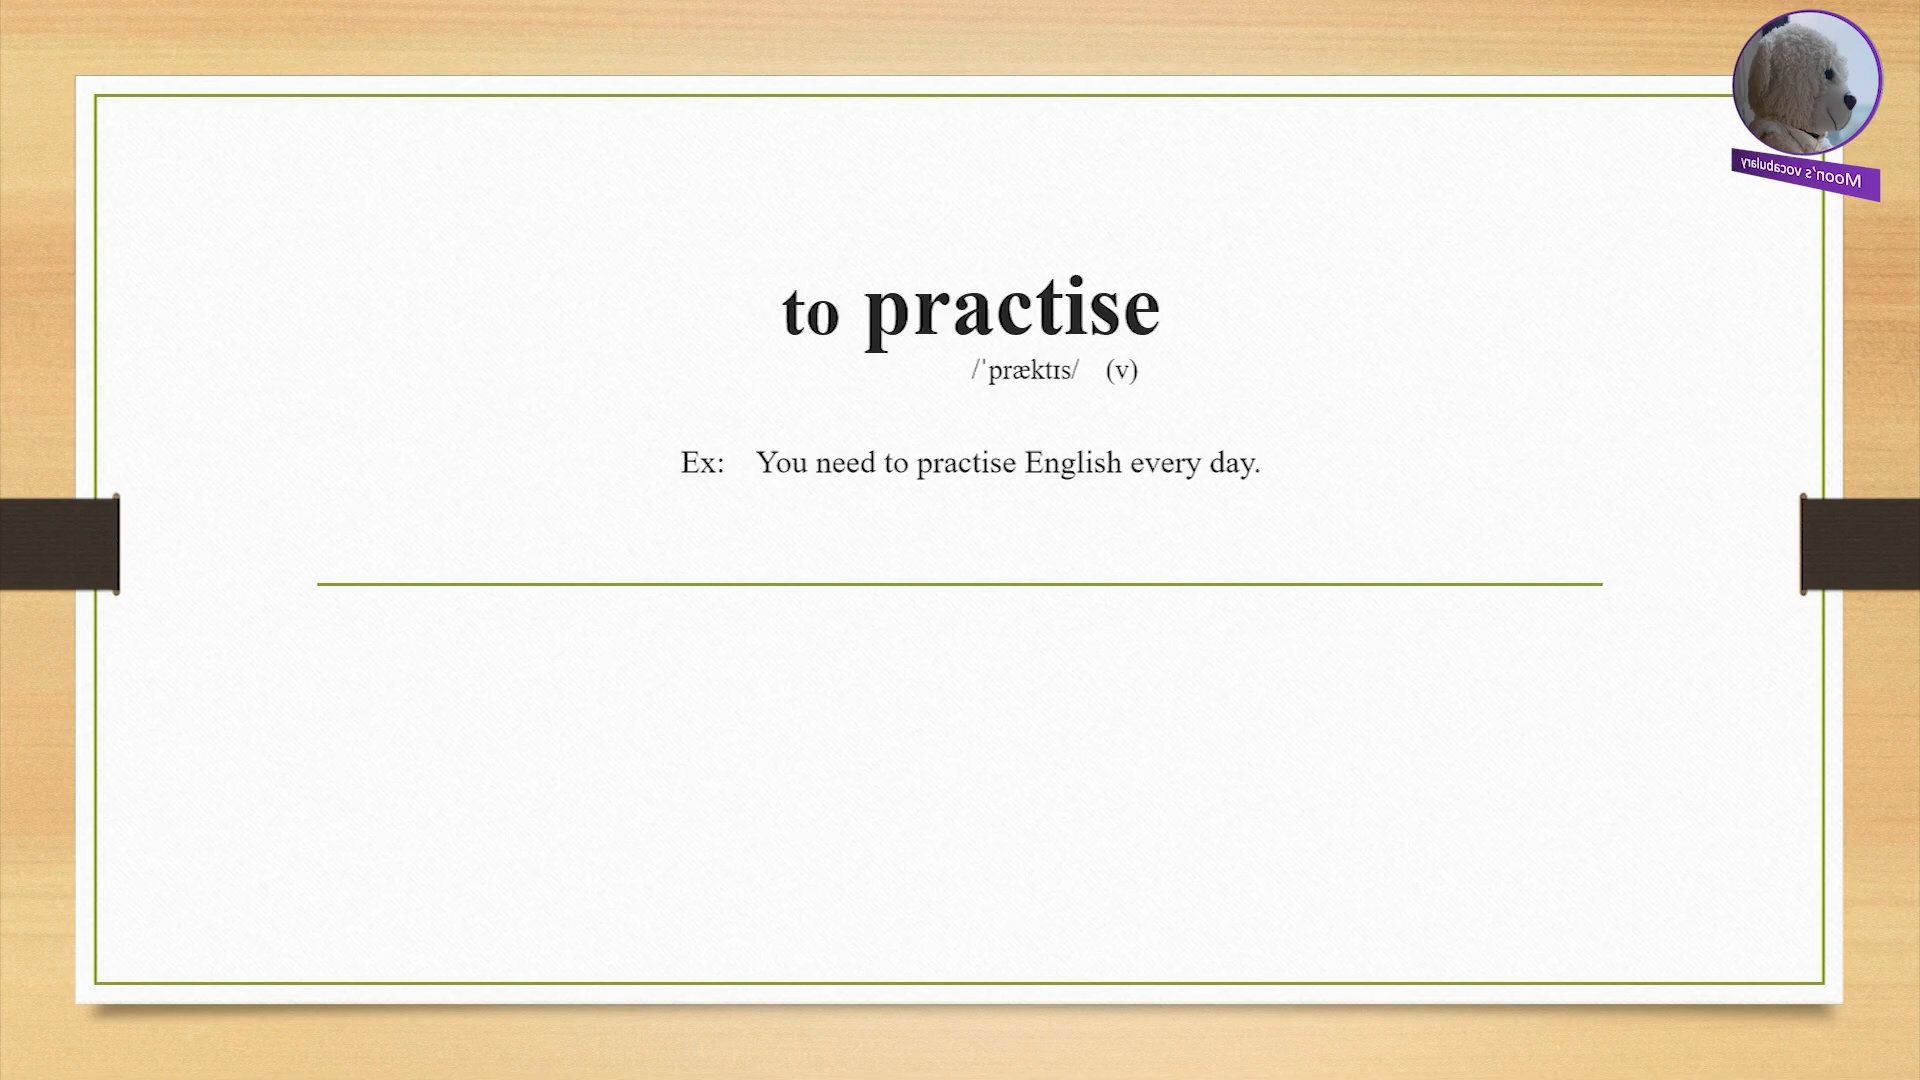 Moon's vocabulary
to practise
/ˈpræktɪs/ (v)
Ex: You need to practise English every day.